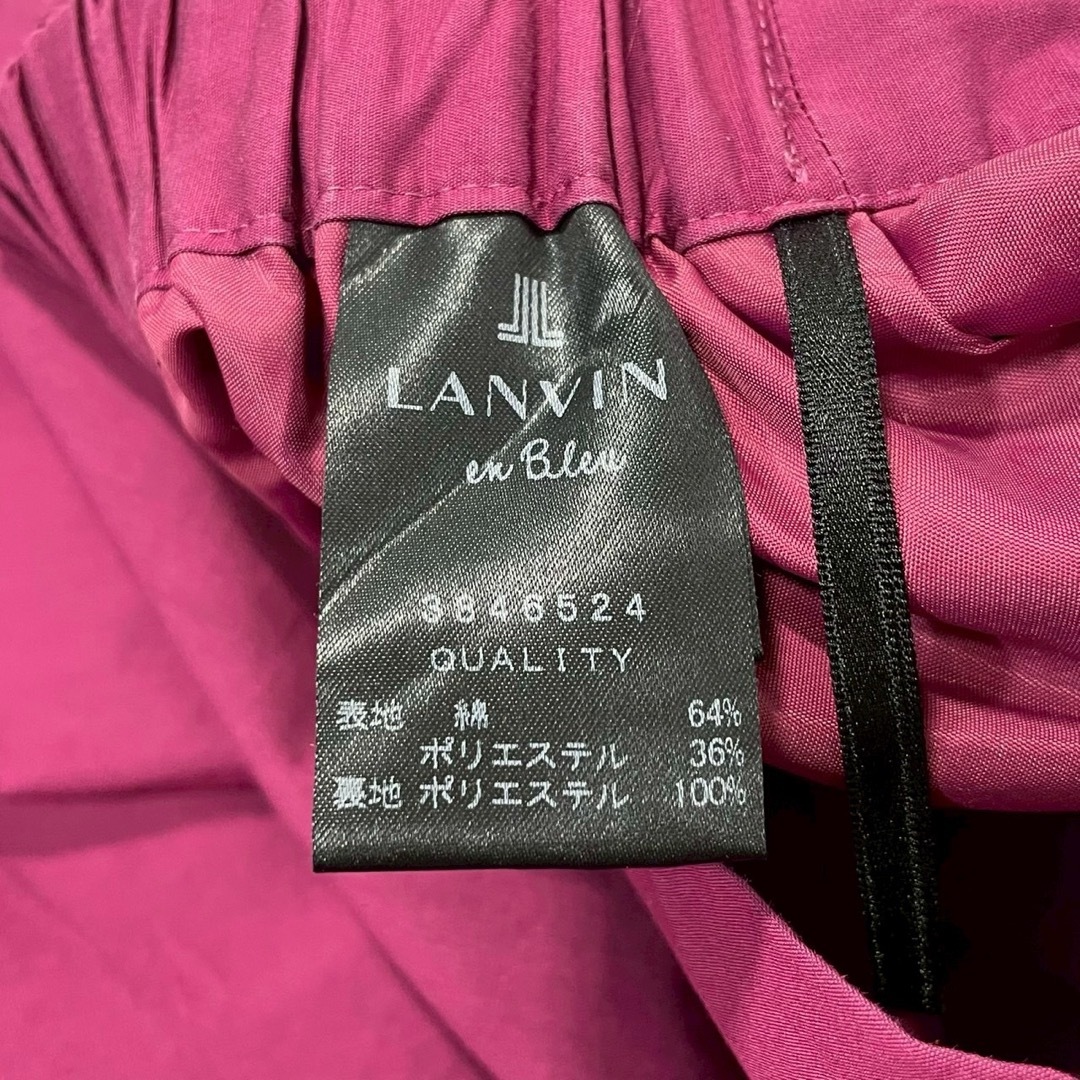 LANVIN
en Bleu
3846524
QUALITY
表地 綿 64%
ポリエステル 36%
裏地 ポリエステル 100%